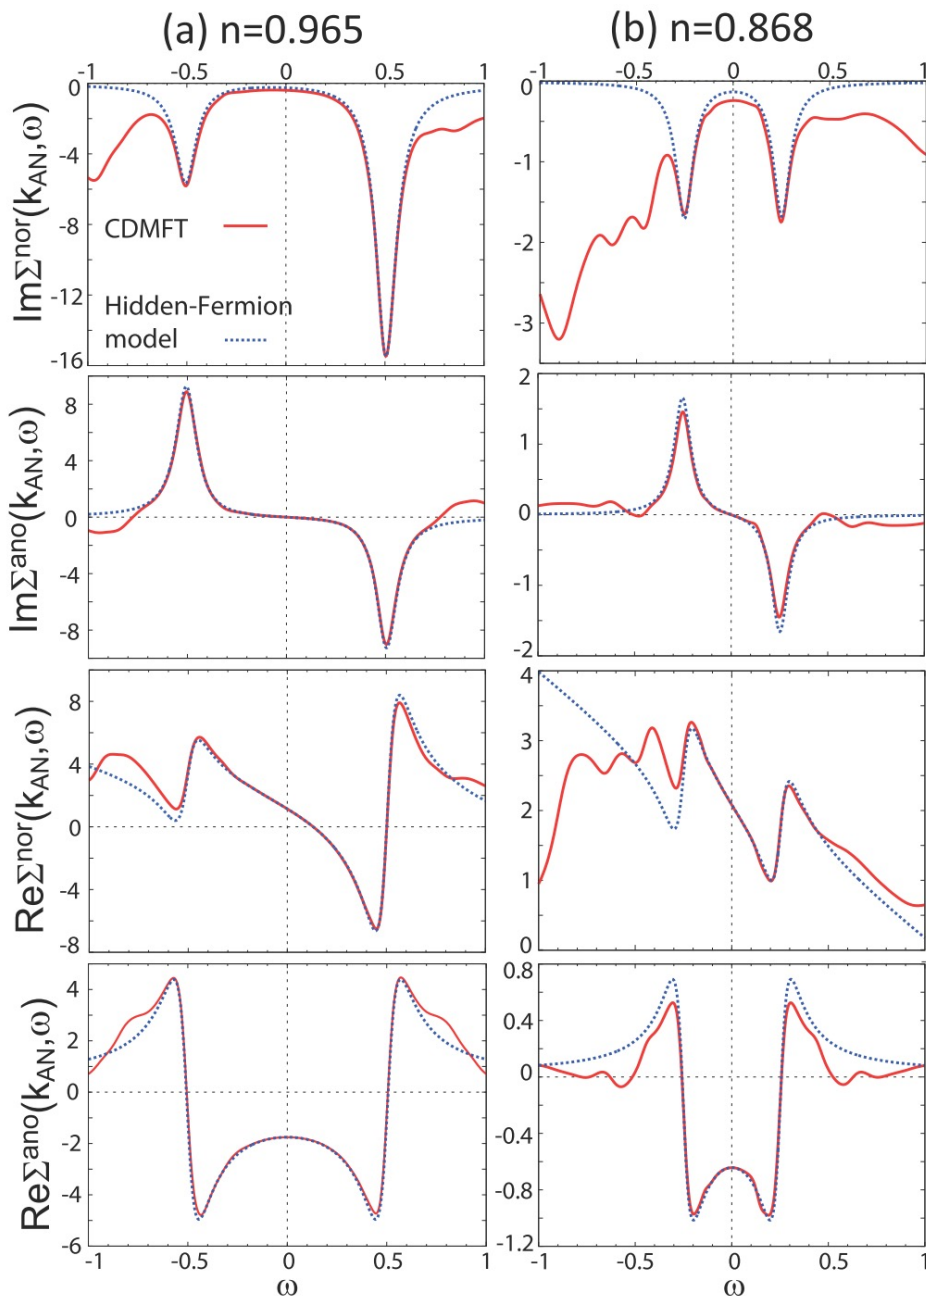 (a) n=0.965
(b) n=0.868
-1 -0.5 0 0.5 1
-1 -0.5 0 0.5 1
ImΣnor(kAN,ω)
0
-4
-8
-12
-16
CDMFT
Hidden-Fermion
model
0
-1
-2
-3
ImΣano(kAN,ω)
8
4
0
-4
-8
2
1
0
-1
-2
ReΣnor(kAN,ω)
8
4
0
-4
-8
4
3
2
1
0
ReΣano(kAN,ω)
4
2
0
-2
-4
-6
0.8
0.4
0
-0.4
-0.8
-1.2
-1 -0.5 0 0.5 1
-1 -0.5 0 0.5 1
ω
ω